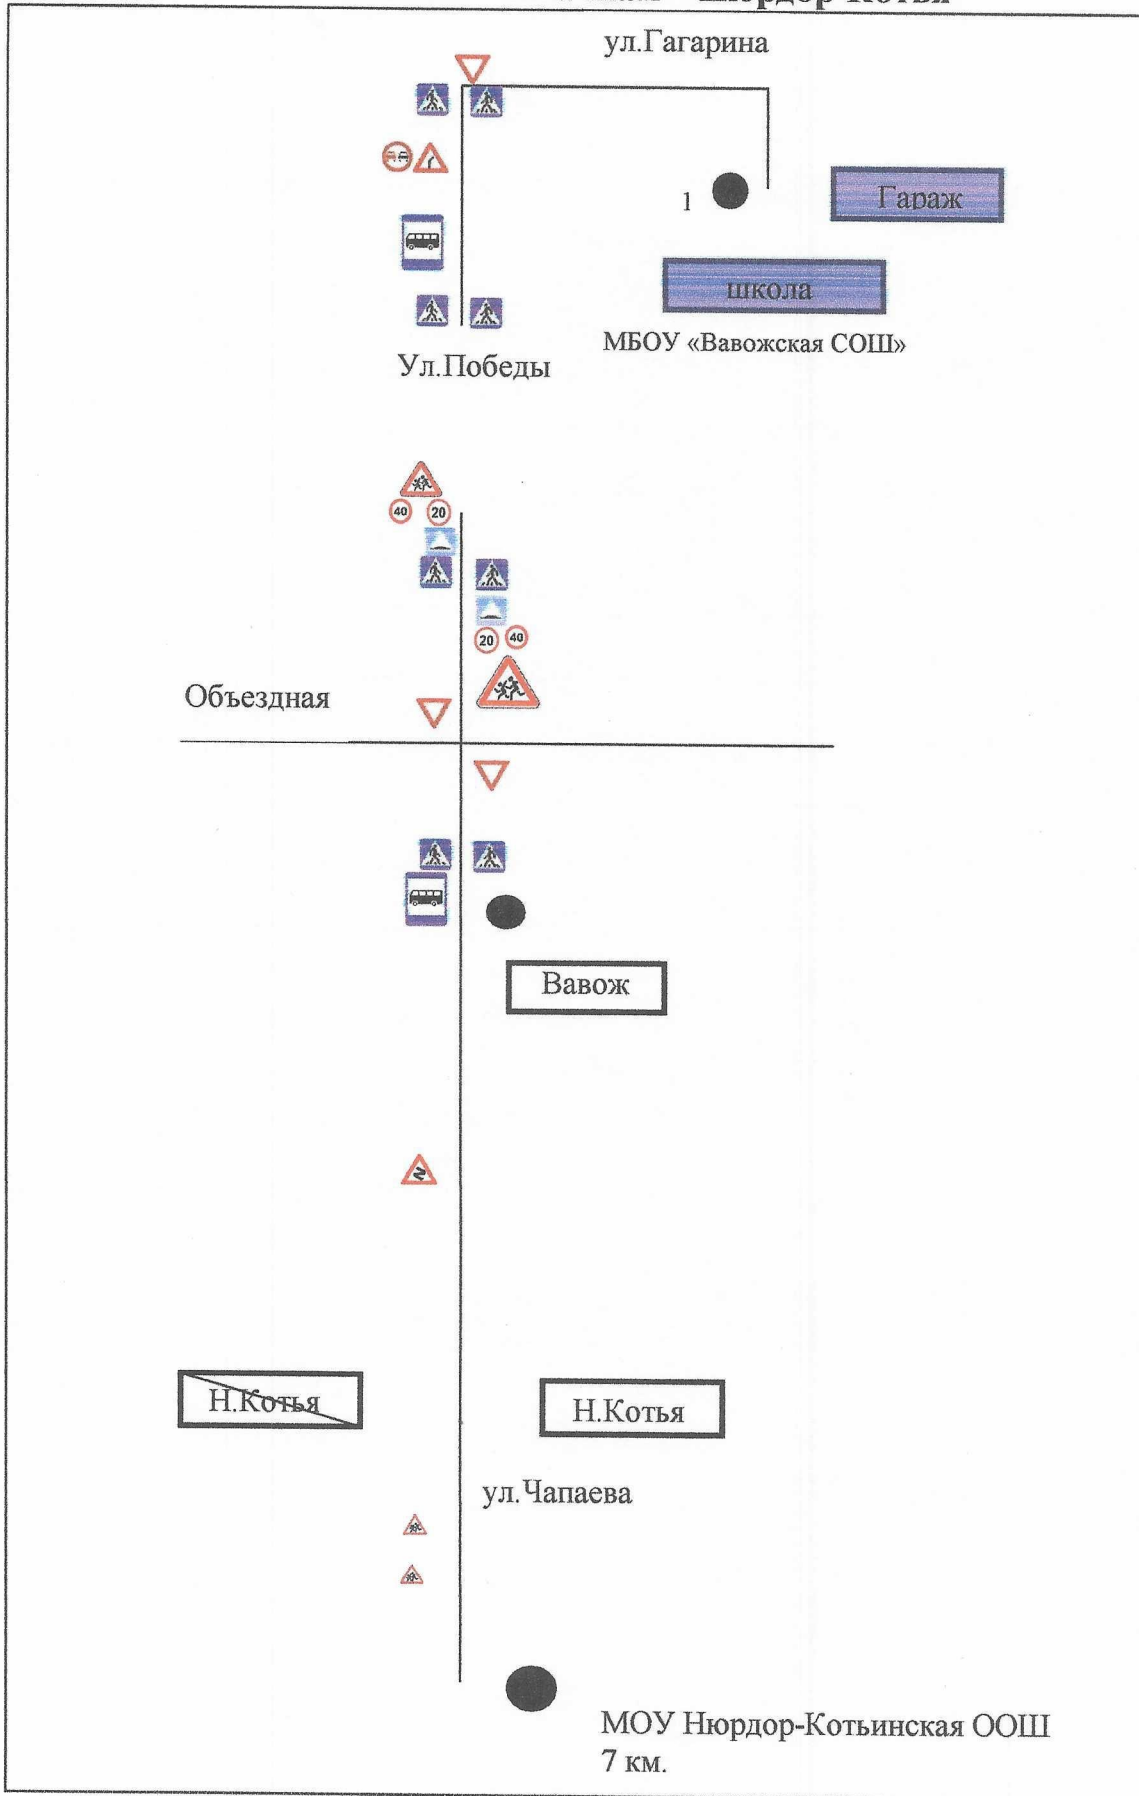 ул.Гагарина
1
Гараж
школа
МБОУ «Вавожская СОШ»
Ул.Победы
40 20
20 40
Объездная
Вавож
Н.Котья
Н.Котья
ул.Чапаева
МОУ Нюрдор-Котьинская ООШ
7 км.